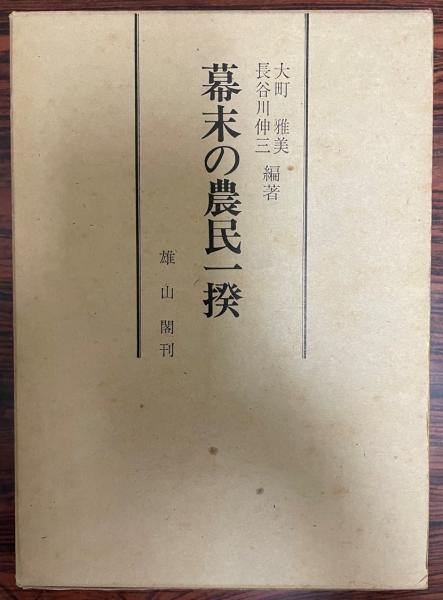 大町 雅美
長谷川伸三 編著
幕末の農民一揆
雄山閣刊